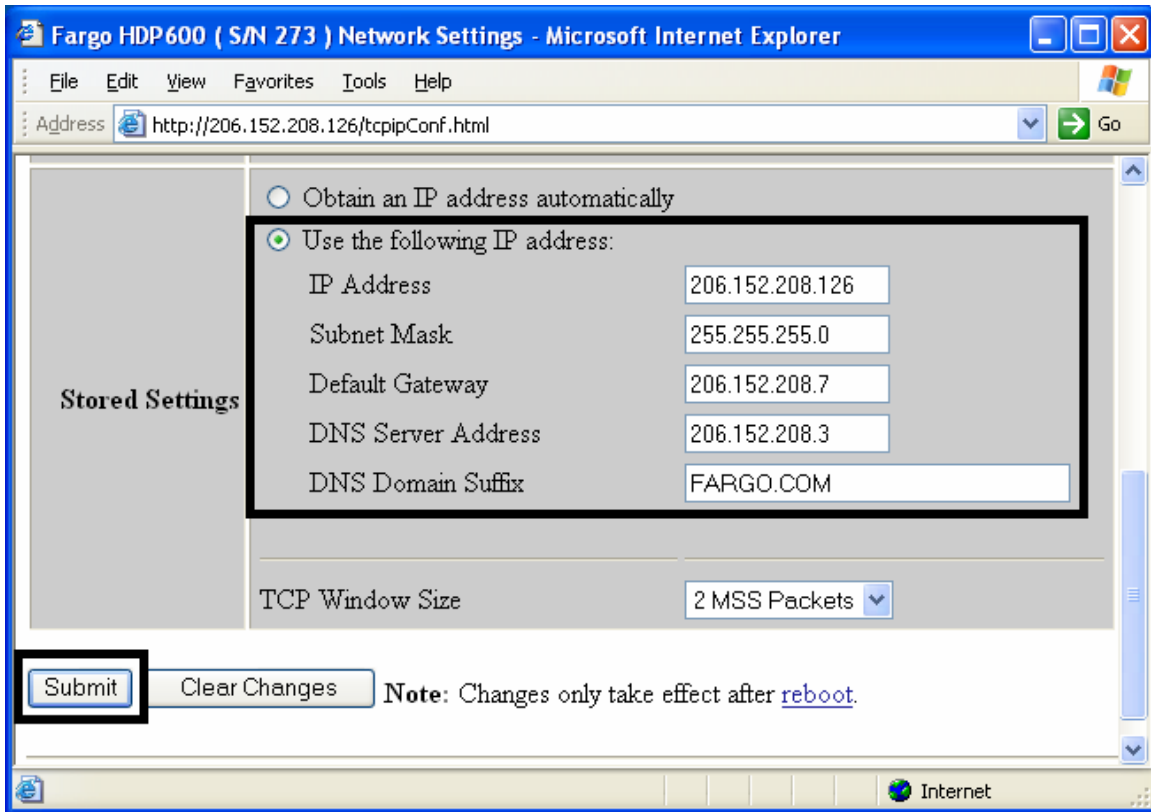 Fargo HDP600 ( S/N 273 ) Network Settings - Microsoft Internet Explorer
File Edit View Favorites Tools Help
Address http://206.152.208.126/tcpipConf.html Go
Obtain an IP address automatically
Use the following IP address:
IP Address 206.152.208.126
Subnet Mask 255.255.255.0
Default Gateway 206.152.208.7
Stored Settings
DNS Server Address 206.152.208.3
DNS Domain Suffix FARGO.COM
TCP Window Size 2 MSS Packets
Submit Clear Changes Note: Changes only take effect after reboot.
Internet